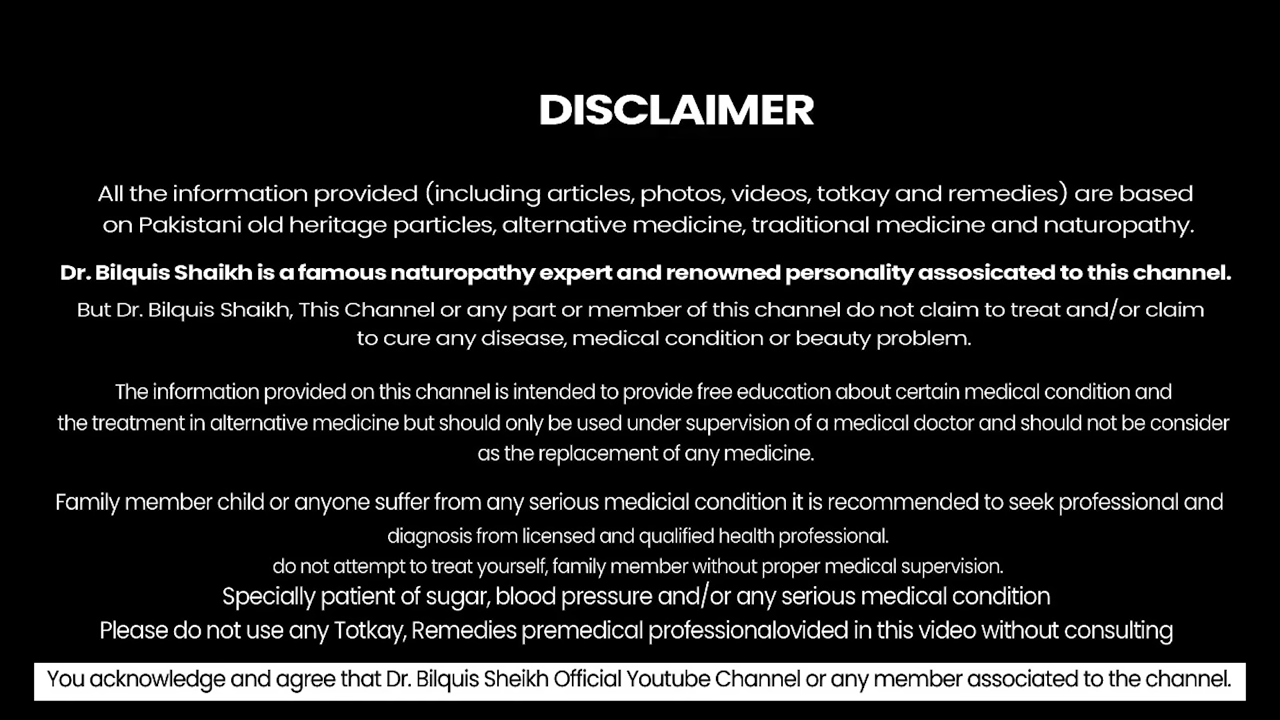 DISCLAIMER
All the information provided (including articles, photos, videos, totkay and remedies) are based
on Pakistani old heritage particles, alternative medicine, traditional medicine and naturopathy.
Dr. Bilquis Shaikh is a famous naturopathy expert and renowned personality assosicated to this channel.
But Dr. Bilquis Shaikh, This Channel or any part or member of this channel do not claim to treat and/or claim
to cure any disease, medical condition or beauty problem.
The information provided on this channel is intended to provide free education about certain medical condition and
the treatment in alternative medicine but should only be used under supervision of a medical doctor and should not be consider
as the replacement of any medicine.
Family member child or anyone suffer from any serious medicial condition it is recommended to seek professional and
diagnosis from licensed and qualified health professional.
do not attempt to treat yourself, family member without proper medical supervision.
Specially patient of sugar, blood pressure and/or any serious medical condition
Please do not use any Totkay, Remedies premedical professionalovided in this video without consulting
You acknowledge and agree that Dr. Bilquis Sheikh Official Youtube Channel or any member associated to the channel.